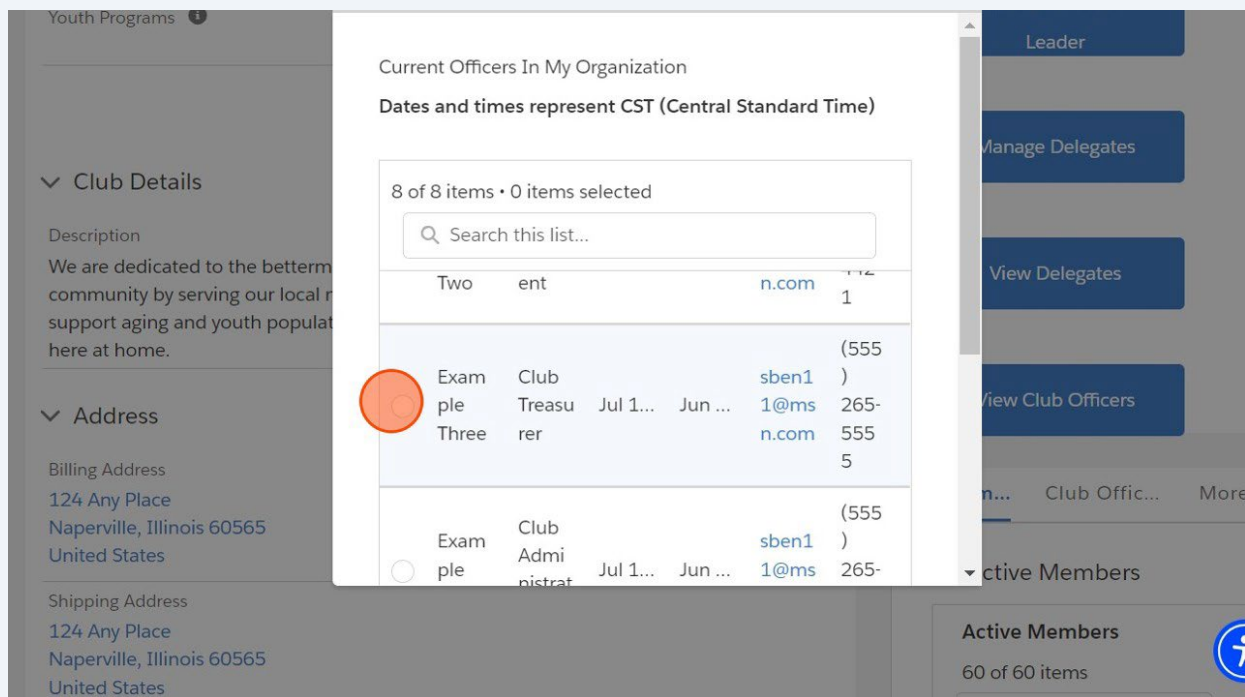 Youth Programs
Club Details
Description
We are dedicated to the betterm
community by serving our local r
support aging and youth populat
here at home.
Address
Billing Address
124 Any Place
Naperville, Illinois 60565
United States
Shipping Address
124 Any Place
Naperville, Illinois 60565
United States
Current Officers In My Organization
Dates and times represent CST (Central Standard Time)
8 of 8 items • 0 items selected
Search this list...
Two ent n.com 1
Exam
ple
Three
Club
Treasu
rer
Jul 1...
Jun ...
sben1
1@ms
n.com
(555
)
265-
555
5
Exam
ple
Club
Admi
nistrat
Jul 1...
Jun ...
sben1
1@ms
(555
)
265-
Leader
Manage Delegates
View Delegates
View Club Officers
Club Offic...
More
ctive Members
Active Members
60 of 60 items